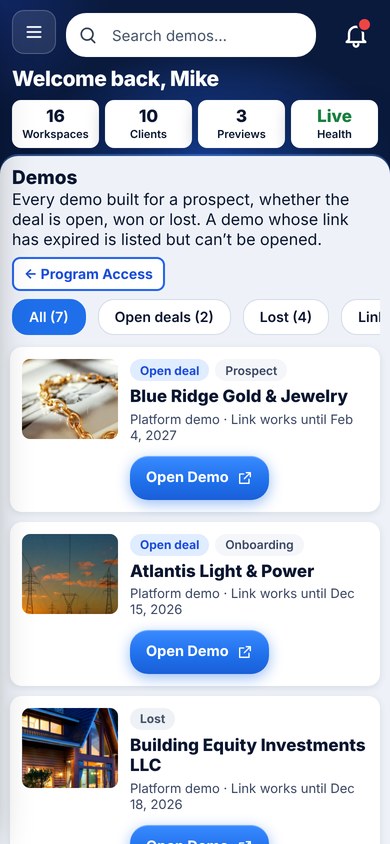 Search demos...
Welcome back, Mike
16
Workspaces
10
Clients
3
Previews
Live
Health
Demos
Every demo built for a prospect, whether the
deal is open, won or lost. A demo whose link
has expired is listed but can’t be opened.
← Program Access
All (7)
Open deals (2)
Lost (4)
Open deal
Prospect
Blue Ridge Gold & Jewelry
Platform demo · Link works until Feb
4, 2027
Open Demo
Open deal
Onboarding
Atlantis Light & Power
Platform demo · Link works until Dec
15, 2026
Open Demo
Lost
Building Equity Investments
LLC
Platform demo · Link works until Dec
18, 2026
Open Demo